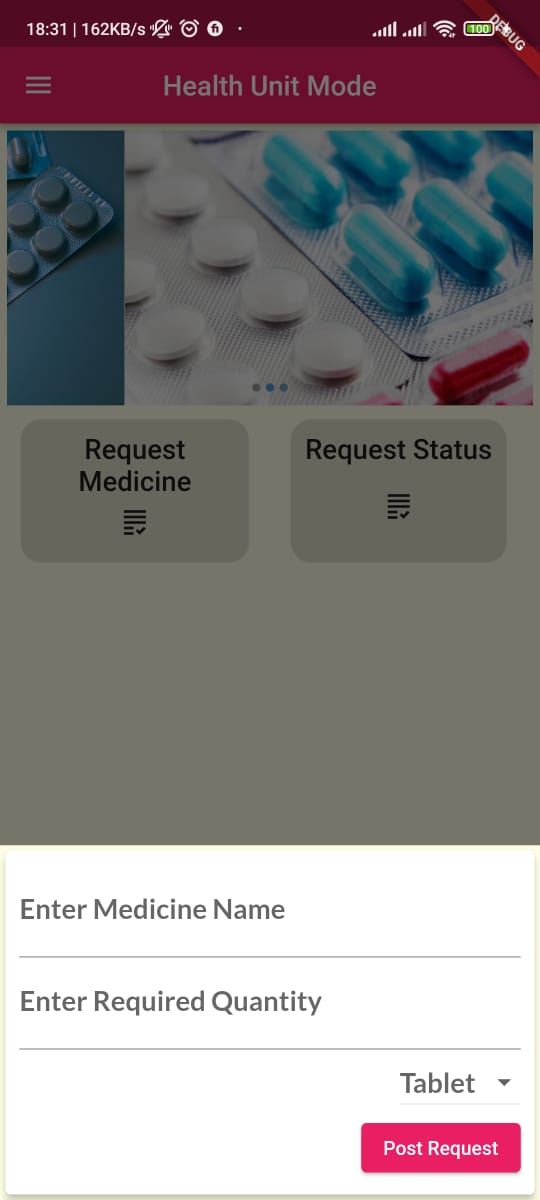 18:31 | 162KB/s
100
DEBUG
Health Unit Mode
Request
Medicine
Request Status
Enter Medicine Name
Enter Required Quantity
Tablet
Post Request